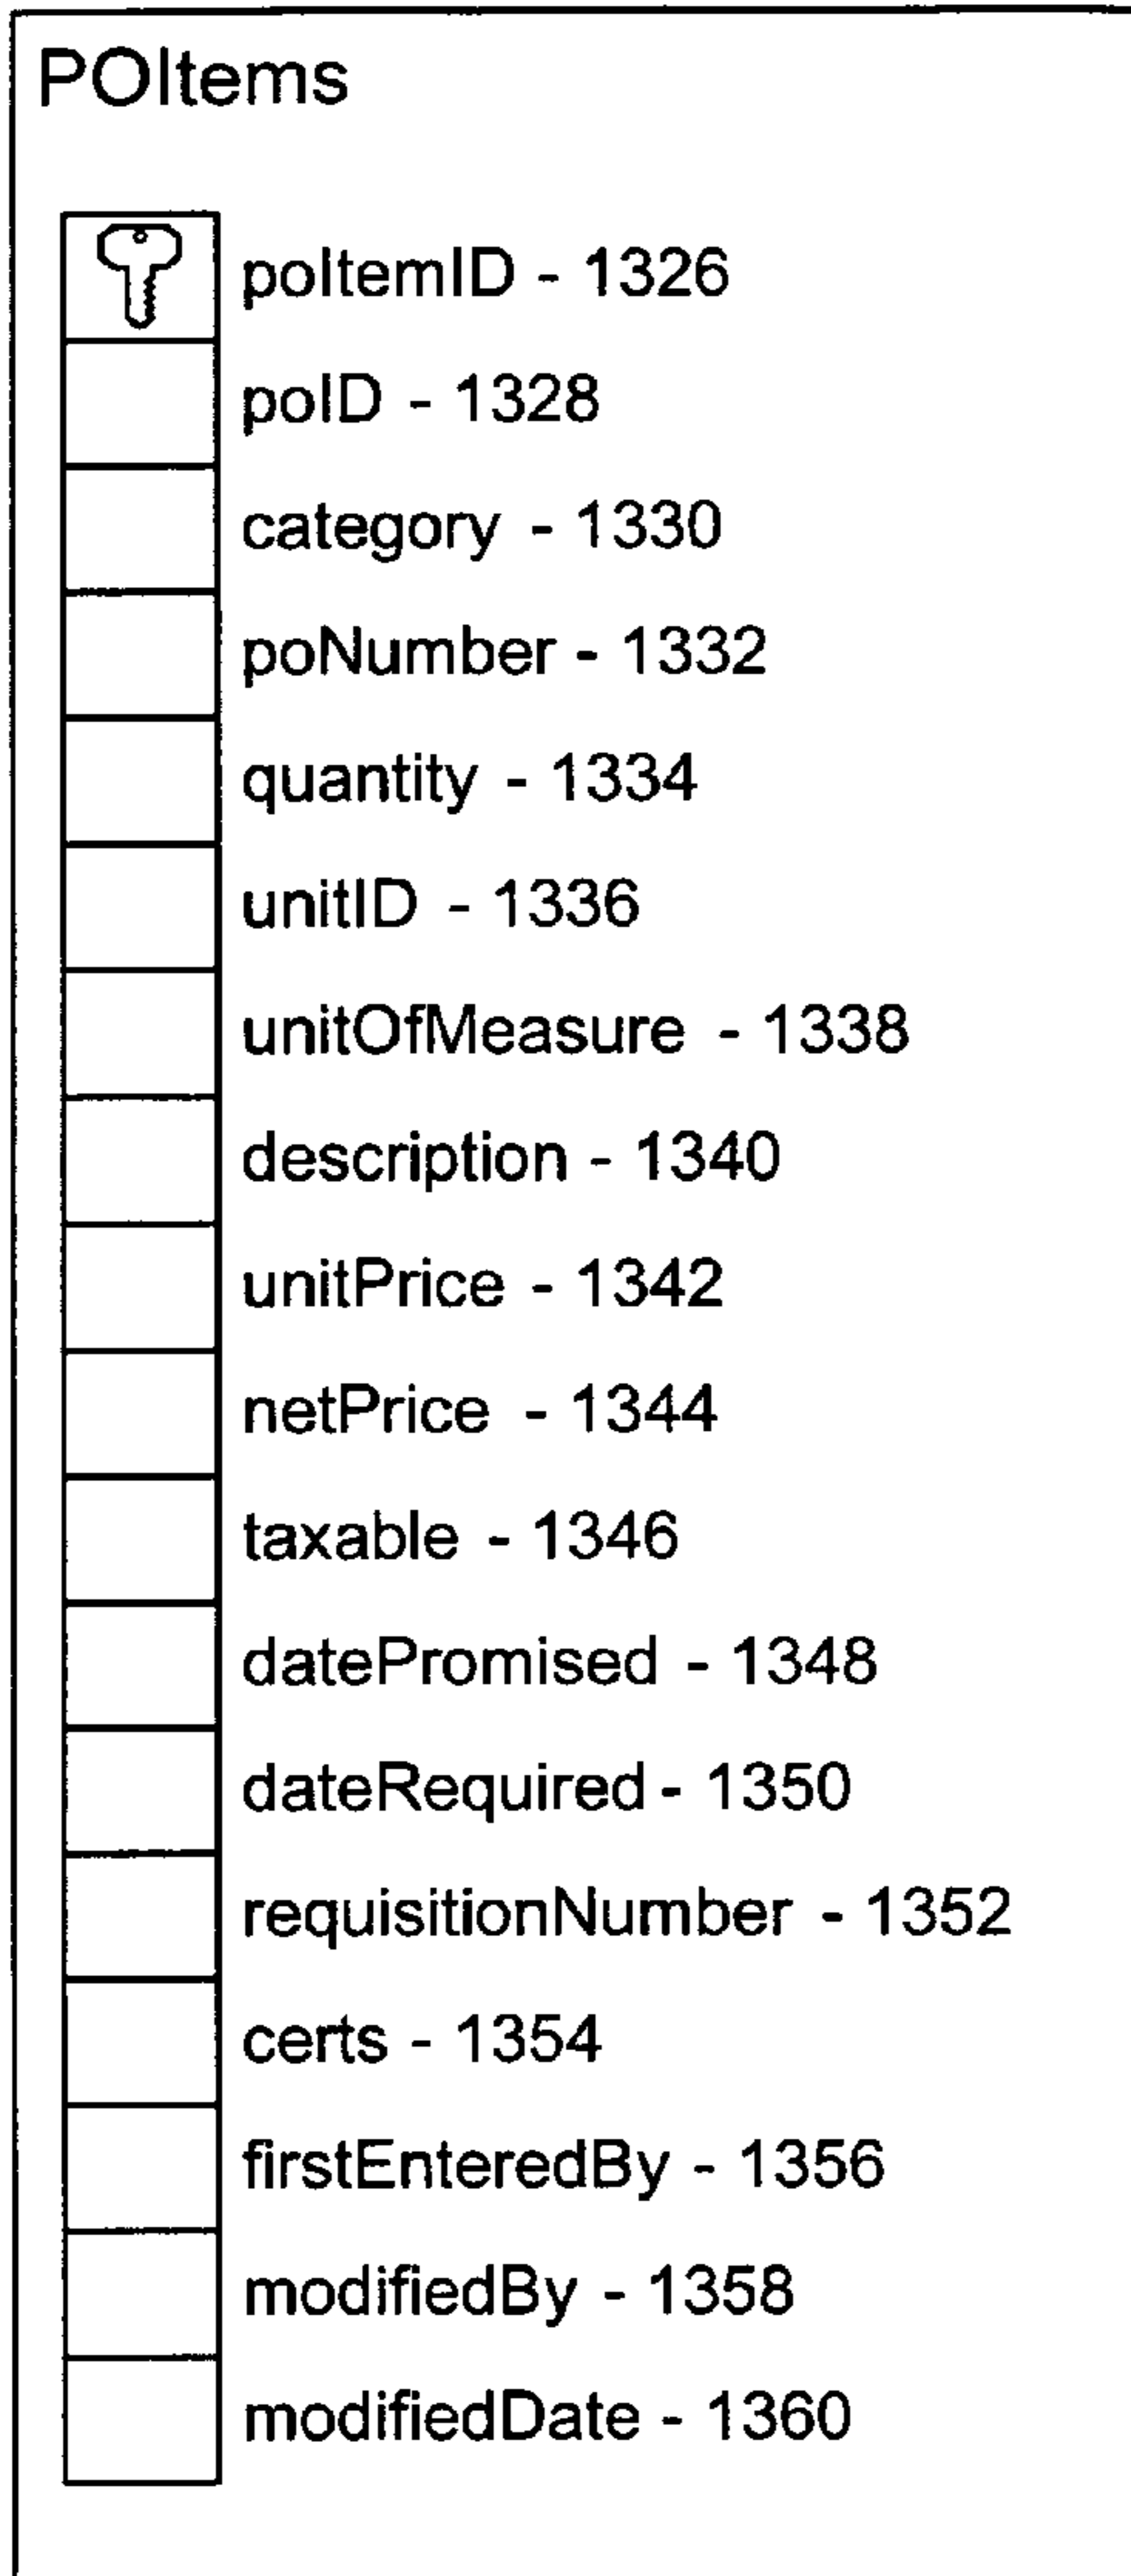 POItems
poItemID - 1326
poID - 1328
category - 1330
poNumber - 1332
quantity - 1334
unitID - 1336
unitOfMeasure - 1338
description - 1340
unitPrice - 1342
netPrice - 1344
taxable - 1346
datePromised - 1348
dateRequired - 1350
requisitionNumber - 1352
certs - 1354
firstEnteredBy - 1356
modifiedBy - 1358
modifiedDate - 1360